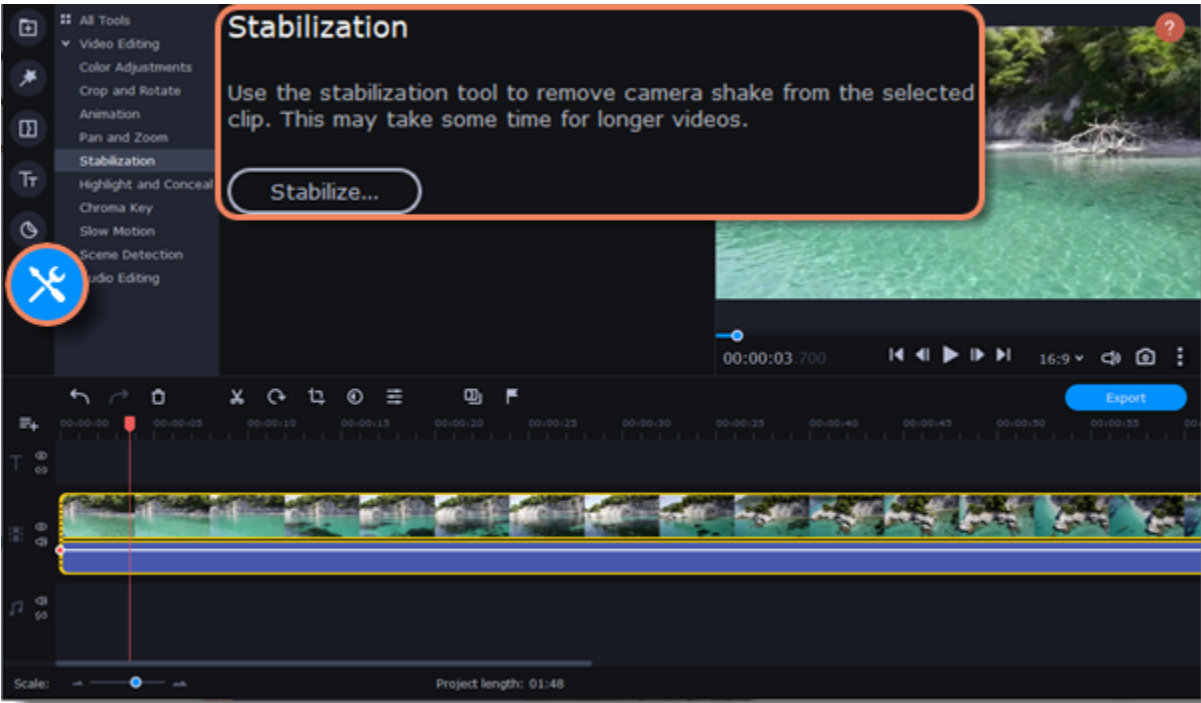 All Tools
Video Editing
Color Adjustments
Crop and Rotate
Animation
Pan and Zoom
Stabilization
Highlight and Conceal
Chroma Key
Slow Motion
Scene Detection
udio Editing
Stabilization
Use the stabilization tool to remove camera shake from the selected
clip. This may take some time for longer videos.
Stabilize...
?
Tт
00:00:03.700
16:9
Export
00:00:00 00:00:05 00:00:10 00:00:15 00:00:20 00:00:25 00:00:30 00:00:35 00:00:40 00:00:45 00:00:50 00:00:55 00:
T
Scale:
Project length: 01:48